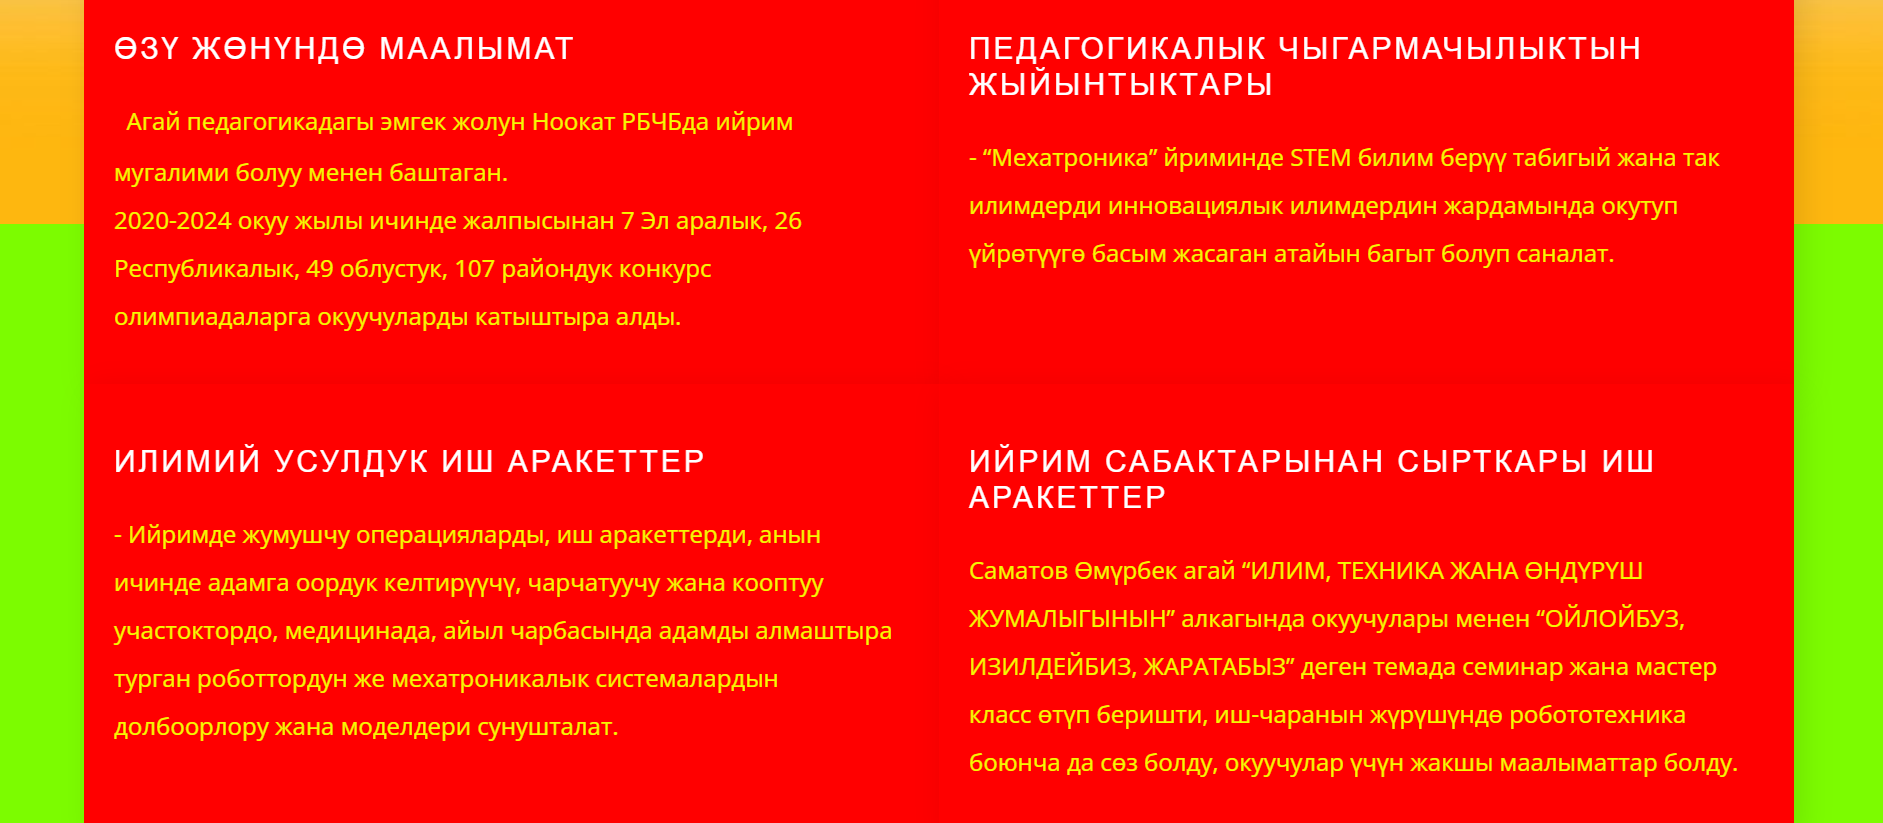 ӨЗҮ ЖӨНҮНДӨ МААЛЫМАТ
Агай педагогикадагы эмгек жолун Ноокат РБЧБда ийрим
мугалими болуу менен баштаган.
2020-2024 окуу жылы ичинде жалпысынан 7 Эл аралык, 26
Республикалык, 49 облустук, 107 райондук конкурс
олимпиадаларга окуучуларды катыштыра алды.
ПЕДАГОГИКАЛЫК ЧЫГАРМАЧЫЛЫКТЫН
ЖЫЙЫНТЫКТАРЫ
- “Мехатроника” йриминде STEM билим берүү табигый жана так
илимдерди инновациялык илимдердин жардамында окутуп
үйрөтүүгө басым жасаган атайын багыт болуп саналат.
ИЛИМИЙ УСУЛДУК ИШ АРАКЕТТЕР
- Ийримде жумушчу операцияларды, иш аракеттерди, анын
ичинде адамга оордук келтирүүчү, чарчатуучу жана кооптуу
участоктордо, медицинада, айыл чарбасында адамды алмаштыра
турган роботтордун же мехатроникалык системалардын
долбоорлору жана моделдери сунушталат.
ИЙРИМ САБАКТАРЫНАН СЫРТКАРЫ ИШ
АРАКЕТТЕР
Саматов Өмүрбек агай “ИЛИМ, ТЕХНИКА ЖАНА ӨНДҮРҮШ
ЖУМАЛЫГЫНЫН” алкагында окуучулары менен “ОЙЛОЙБУЗ,
ИЗИЛДЕЙБИЗ, ЖАРАТАБЫЗ” деген темада семинар жана мастер
класс өтүп беришти, иш-чаранын жүрүшүндө робототехника
боюнча да сөз болду, окуучулар үчүн жакшы маалыматтар болду.